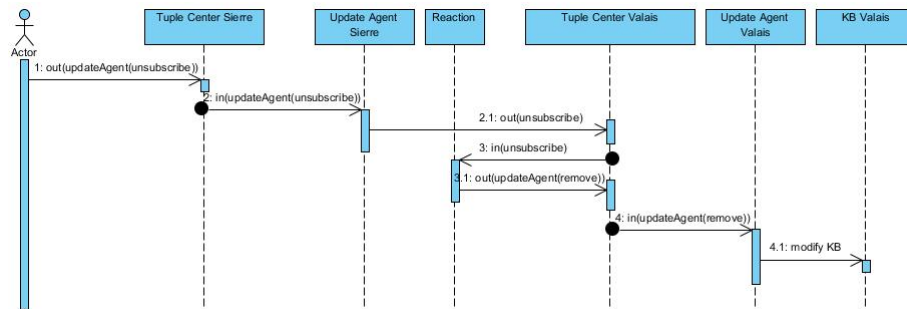 Tuple Center Sierre
Update Agent
Sierre
Reaction
Tuple Center Valais
Update Agent
Valais
KB Valais
Actor
1: out(updateAgent(unsubscribe))
2: in(updateAgent(unsubscribe))
2.1: out(unsubscribe)
3: in(unsubscribe)
3.1: out(updateAgent(remove))
4: in(updateAgent(remove))
4.1: modify KB